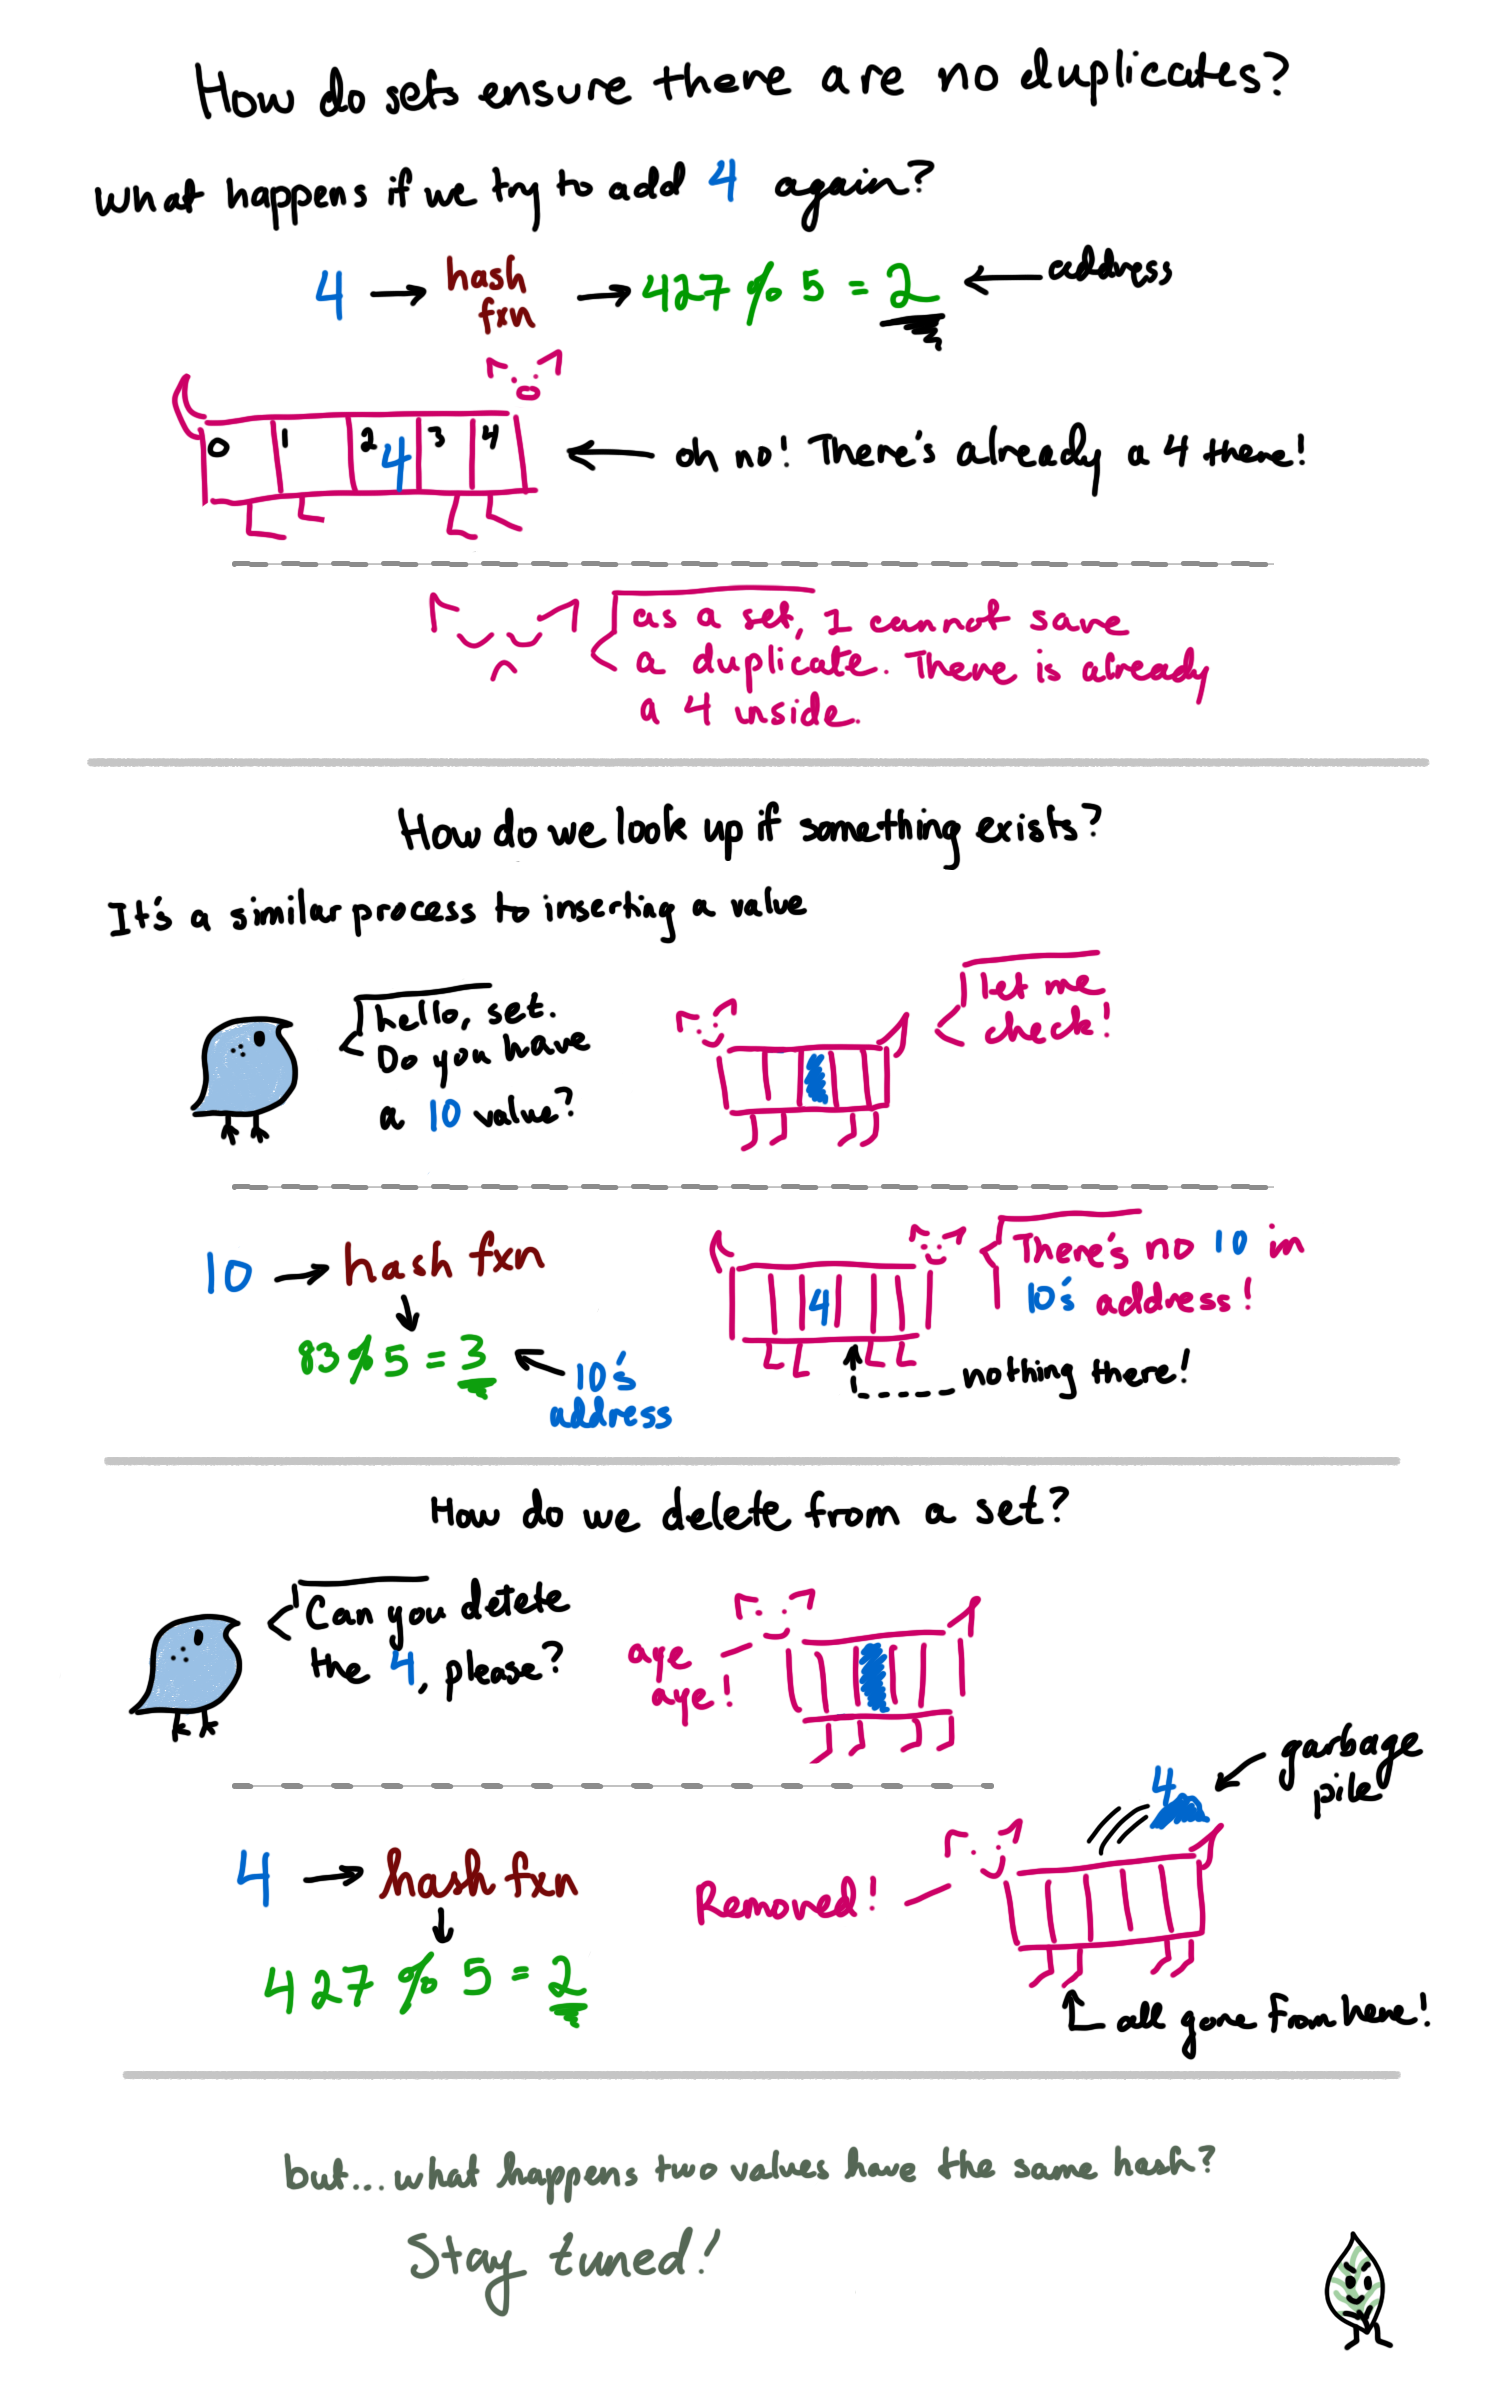 How do sets ensure there are no duplicates?
What happens if we try to add 4 again?
4 → hash fxn → 427 % 5 = 2 ← address
0 1 2 4 3 4
← oh no! There's already a 4 there!
as a set, I cannot save
a duplicate. There is already
a 4 inside.
How do we look up if something exists?
It's a similar process to inserting a value
hello, set.
Do you have
a 10 value?
let me
check!
10 → hash fxn
↓
83 % 5 = 3
← 10's
address
There's no 10 in
10's address!
4
nothing there!
How do we delete from a set?
Can you delete
the 4, please?
aye
aye!
4 → hash fxn
↓
427 % 5 = 2
4
garbage
pile
Removed!
all gone from here!
but... what happens two values have the same hash?
Stay tuned!